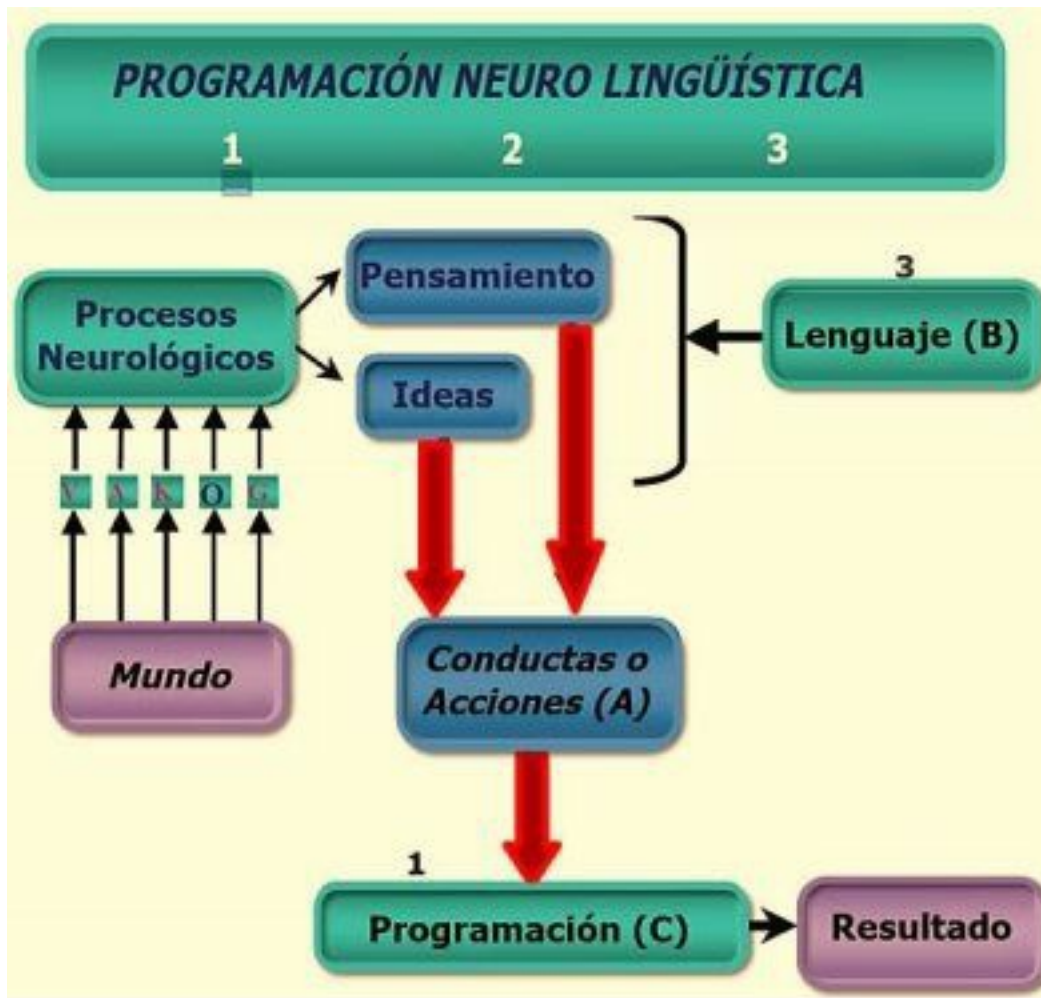 PROGRAMACIÓN NEURO LINGÜÍSTICA
1 2 3
Pensamiento
Procesos
Neurológicos
Ideas
3
Lenguaje (B)
V A K O G
Mundo
Conductas o
Acciones (A)
1
Programación (C)
Resultado